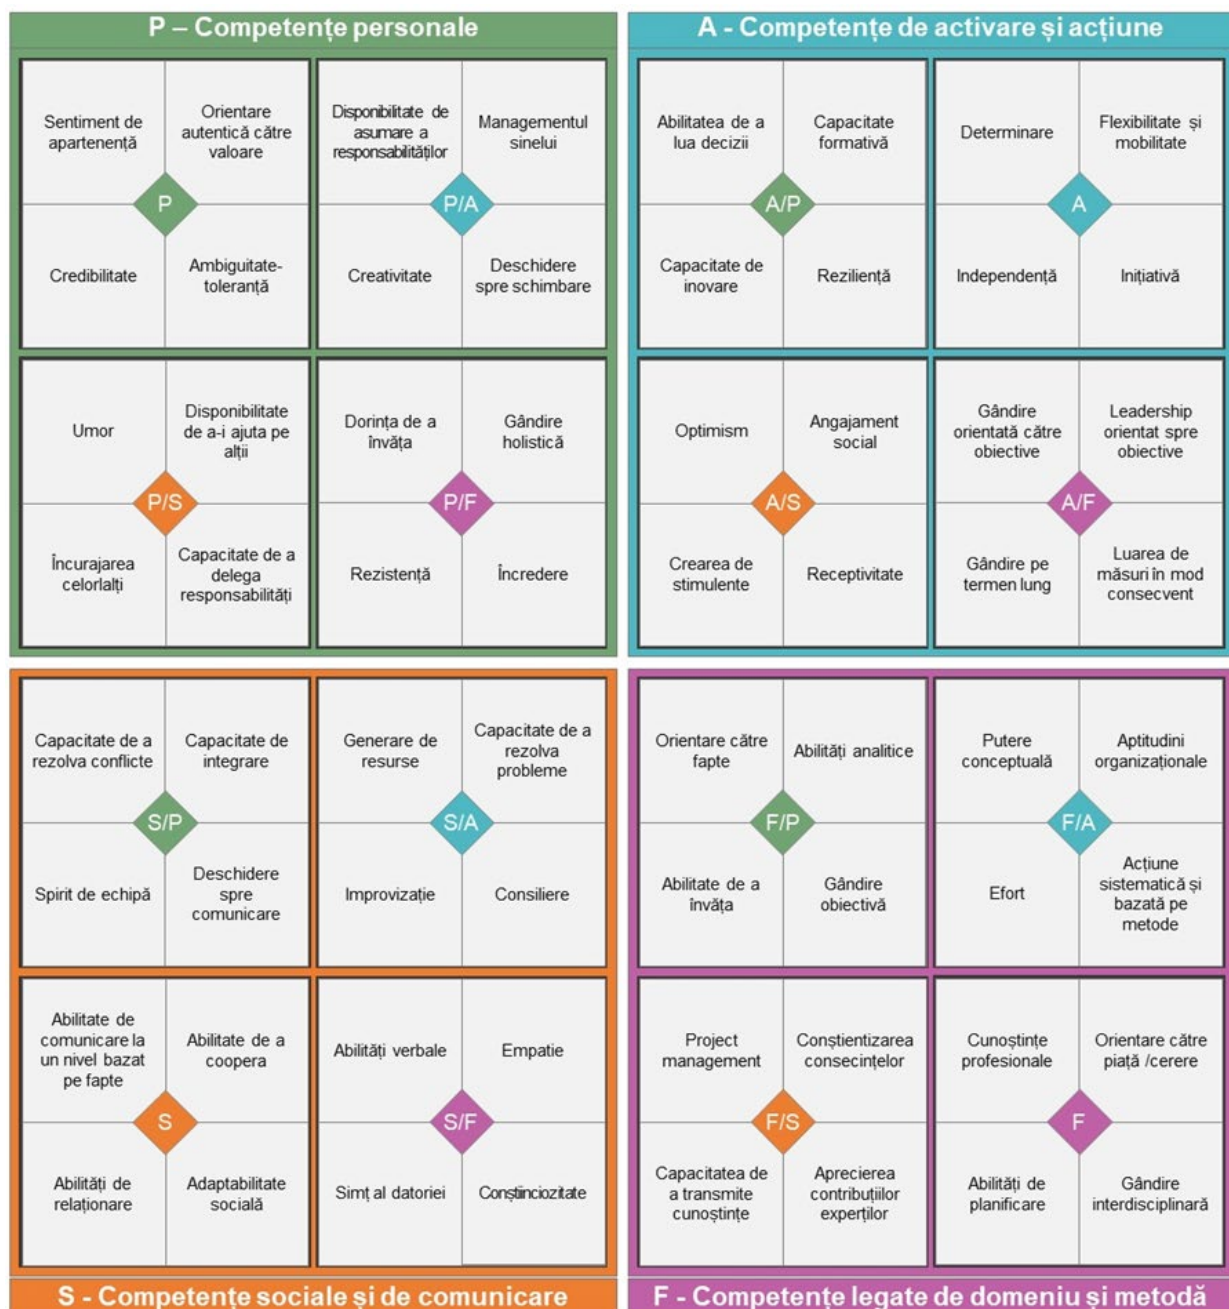 P – Competențe personale
Sentiment de
apartenență
Orientare
autentică către
valoare
P
Credibilitate
Ambiguitate-
toleranță
Disponibilitate de
asumare a
responsabilităților
Managementul
sinelui
P/A
Creativitate
Deschidere
spre schimbare
Umor
Disponibilitate
de a-i ajuta pe
alții
P/S
Încurajarea
celorlalți
Capacitate de a
delega
responsabilități
Dorința de a
învăța
Gândire
holistică
P/F
Rezistență
Încredere
A - Competențe de activare și acțiune
Abilitatea de a
lua decizii
Capacitate
formativă
A/P
Capacitate de
inovare
Reziliență
Determinare
Flexibilitate și
mobilitate
A
Independență
Inițiativă
Optimism
Angajament
social
A/S
Crearea de
stimulente
Receptivitate
Gândire
orientată către
obiective
Leadership
orientat spre
obiective
A/F
Gândire pe
termen lung
Luarea de
măsuri în mod
consecvent
Capacitate de a
rezolva conflicte
Capacitate de
integrare
S/P
Spirit de echipă
Deschidere
spre
comunicare
Generare de
resurse
Capacitate de a
rezolva
probleme
S/A
Improvizație
Consiliere
Abilitate de
comunicare la
un nivel bazat
pe fapte
Abilitate de a
coopera
S
Abilități de
relaționare
Adaptabilitate
socială
Abilități verbale
Empatie
S/F
Simț al datoriei
Conștiinciozitate
S - Competențe sociale și de comunicare
Orientare către
fapte
Abilități analitice
F/P
Abilitate de a
învăța
Gândire
obiectivă
Putere
conceptuală
Aptitudini
organizaționale
F/A
Efort
Acțiune
sistematică și
bazată pe
metode
Project
management
Conștientizarea
consecințelor
F/S
Capacitatea de
a transmite
cunoștințe
Aprecierea
contribuțiilor
experților
Cunoștințe
profesionale
Orientare către
piață /cerere
F
Abilități de
planificare
Gândire
interdisciplinară
F - Competențe legate de domeniu si metodă